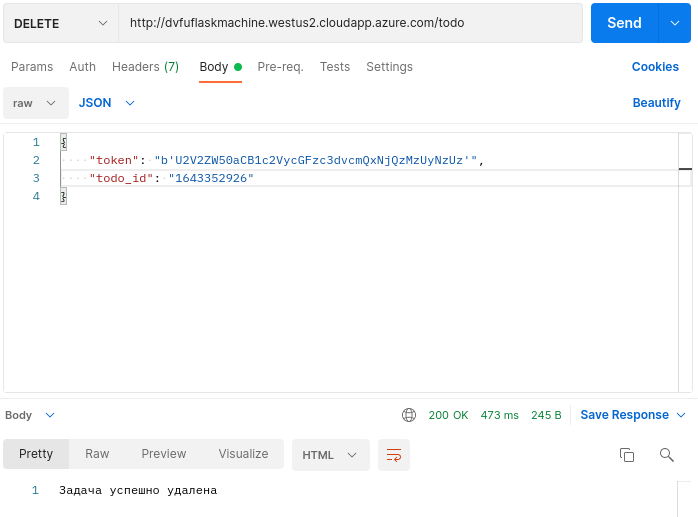 DELETE http://dvfuflaskmachine.westus2.cloudapp.azure.com/todo Send
Params Auth Headers (7) Body Pre-req. Tests Settings Cookies
raw JSON Beautify
1 {
2 "token": "b'U2V2ZW50aCB1c2VycGFzc3dvcmQxNjQzMzUyNzUz'",
3 "todo_id": "1643352926"
4 }
Body 200 OK 473 ms 245 B Save Response
Pretty Raw Preview Visualize HTML
1 Задача успешно удалена